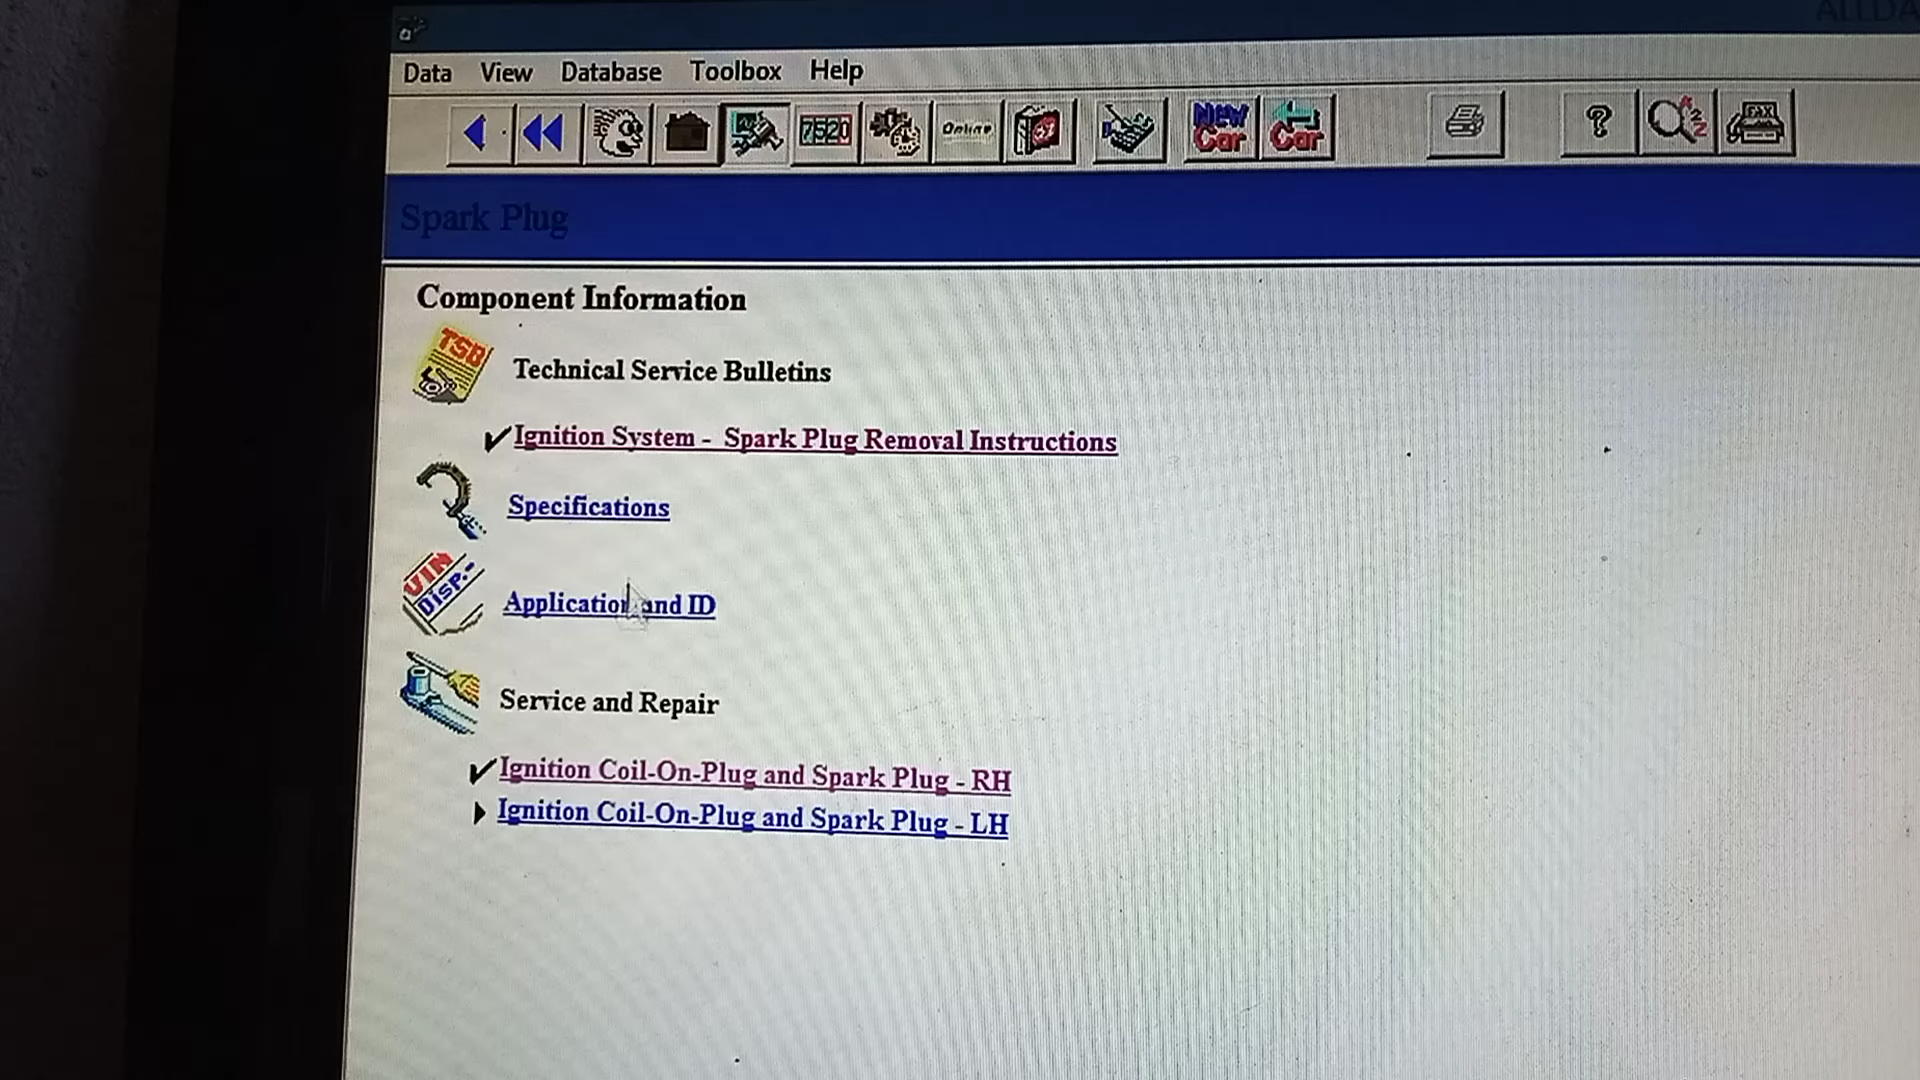 ALLDA
Data View Database Toolbox Help
7520 Online New Car Car A Z Z FAX
Spark Plug
Component Information
TSB
Technical Service Bulletins
Ignition System - Spark Plug Removal Instructions
Specifications
VIN DISP.-
Application and ID
Service and Repair
Ignition Coil-On-Plug and Spark Plug - RH
Ignition Coil-On-Plug and Spark Plug - LH